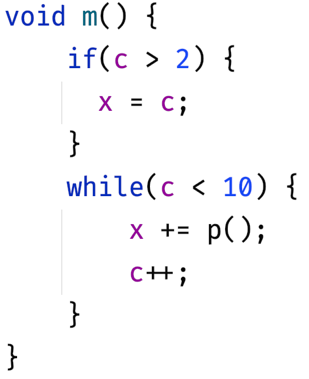 void m() {
    if(c > 2) {
      x = c;
    }
    while(c < 10) {
        x += p();
        c++;
    }
}